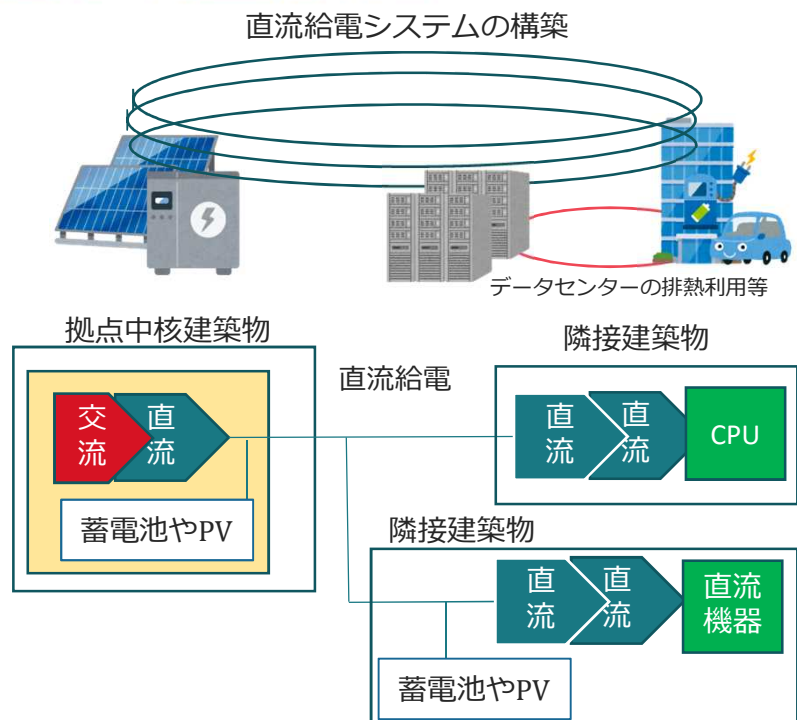 直流給電システムの構築
データセンターの排熱利用等
拠点中核建築物
隣接建築物
直流給電
交流
直流
直流
直流
CPU
蓄電池やPV
隣接建築物
直流
直流
直流機器
蓄電池やPV